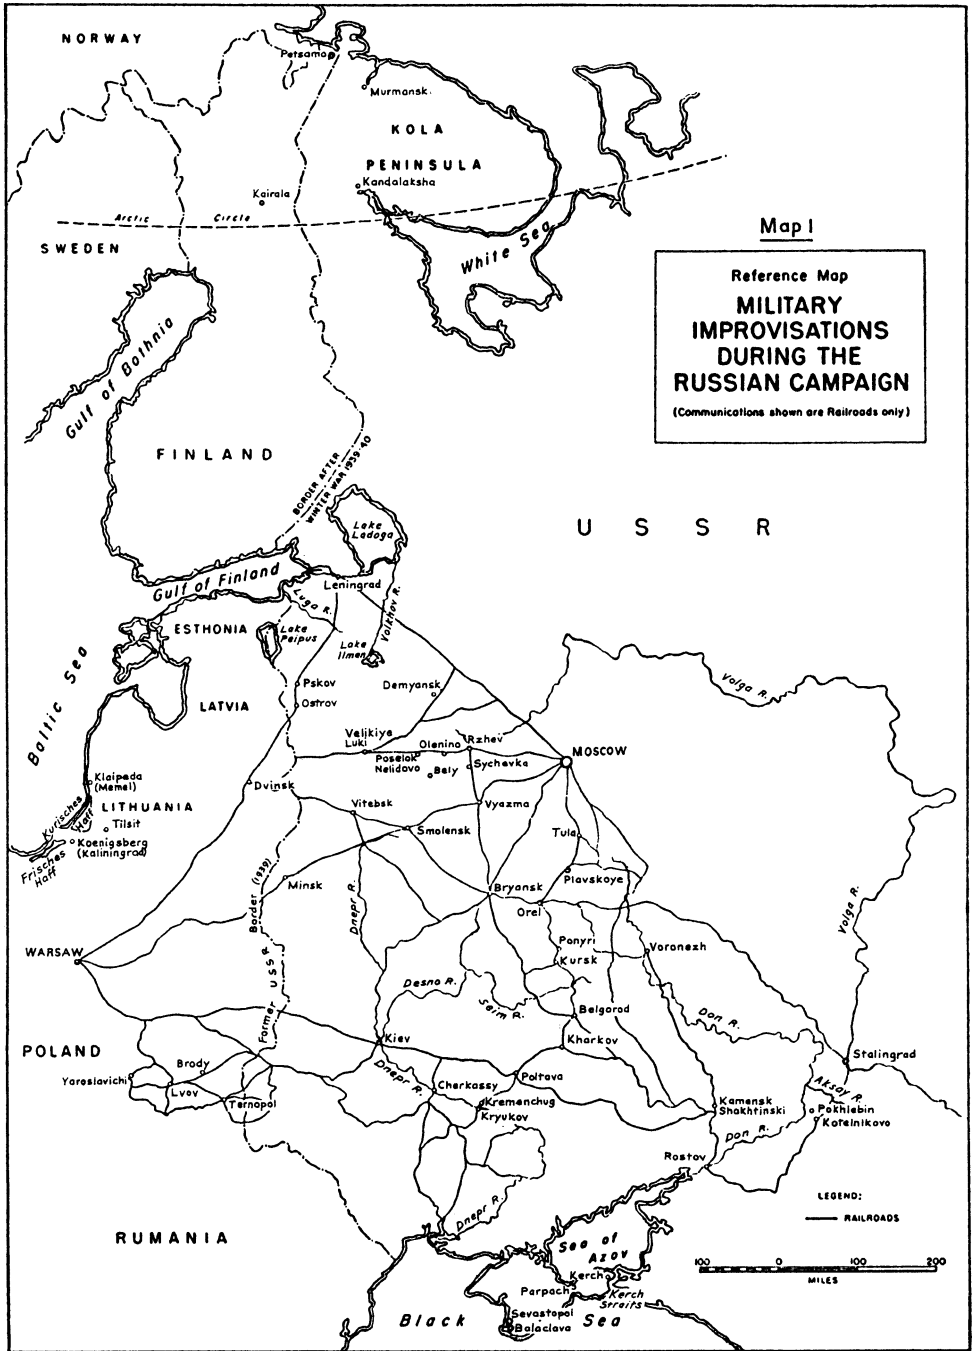 NORWAY
Petsamo
Murmansk
KOLA
PENINSULA
Kandalaksha
Kairala
Arctic Circle
SWEDEN
White Sea
Map I
Reference Map
MILITARY
IMPROVISATIONS
DURING THE
RUSSIAN CAMPAIGN
(Communications shown are Railroads only)
Gulf of Bothnia
FINLAND
BORDER AFTER
WINTER WAR 1939-40
USSR
Lake
Ladoga
Gulf of Finland
Leningrad
Luga R.
Volkhov R.
ESTHONIA
Lake
Peipus
Lake
Ilmen
Baltic Sea
Pskov
Demyansk
Volga R.
LATVIA
Ostrov
Velikiye
Luki
Olenino
Rzhev
MOSCOW
Poselok
Nelidovo
Bely
Sychevka
Klaipeda
(Memel)
Dvinsk
LITHUANIA
Kurisches
Haff
Tilsit
Vitebsk
Vyazma
Koenigsberg
(Kaliningrad)
Frisches
Haff
Smolensk
Tula
Minsk
Plavskoye
Bryansk
Border (1939)
Former USSR
Dnepr R.
Orel
Volga R.
WARSAW
Ponyri
Voronezh
Kursk
Desna R.
Seim R.
Belgorod
Don R.
Kiev
Kharkov
POLAND
Stalingrad
Brody
Yaroslavichi
Dnepr R.
Poltava
Lvov
Cherkassy
Aksay R.
Ternopol
Kremenchug
Kryukov
Kamensk
Shakhtinski
Pokhlebin
Kotelnikovo
Don R.
Rostov
LEGEND:
RAILROADS
Dnepr R.
RUMANIA
Sea of
Azov
100 0 100 200
MILES
Kerch
Parpach
Kerch
Straits
Sevastopol
Balaclava
Black Sea